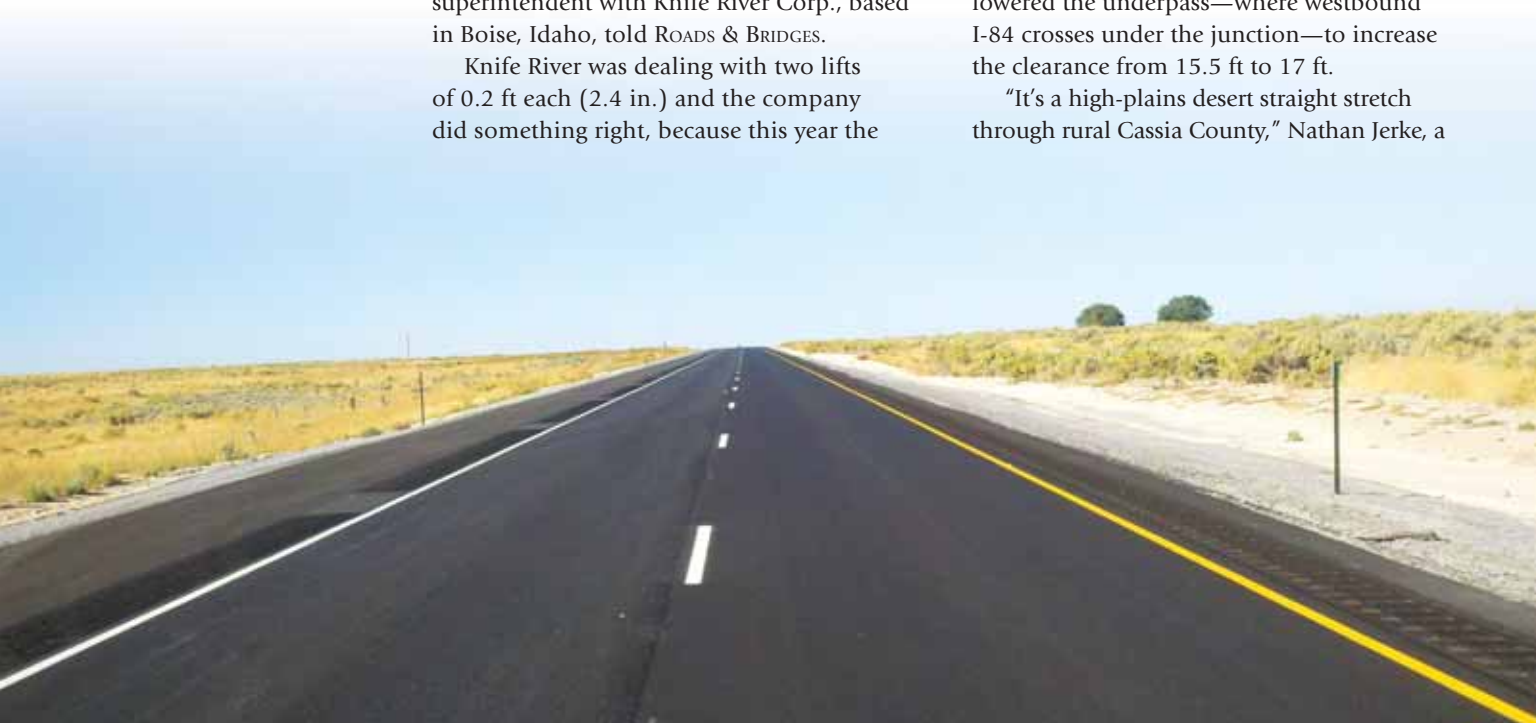 superintendent with Knife River Corp., based
in Boise, Idaho, told ROADS & BRIDGES.
Knife River was dealing with two lifts
of 0.2 ft each (2.4 in.) and the company
did something right, because this year the
lowered the underpass—where westbound
I-84 crosses under the junction—to increase
the clearance from 15.5 ft to 17 ft.
“It’s a high-plains desert straight stretch
through rural Cassia County,” Nathan Jerke, a